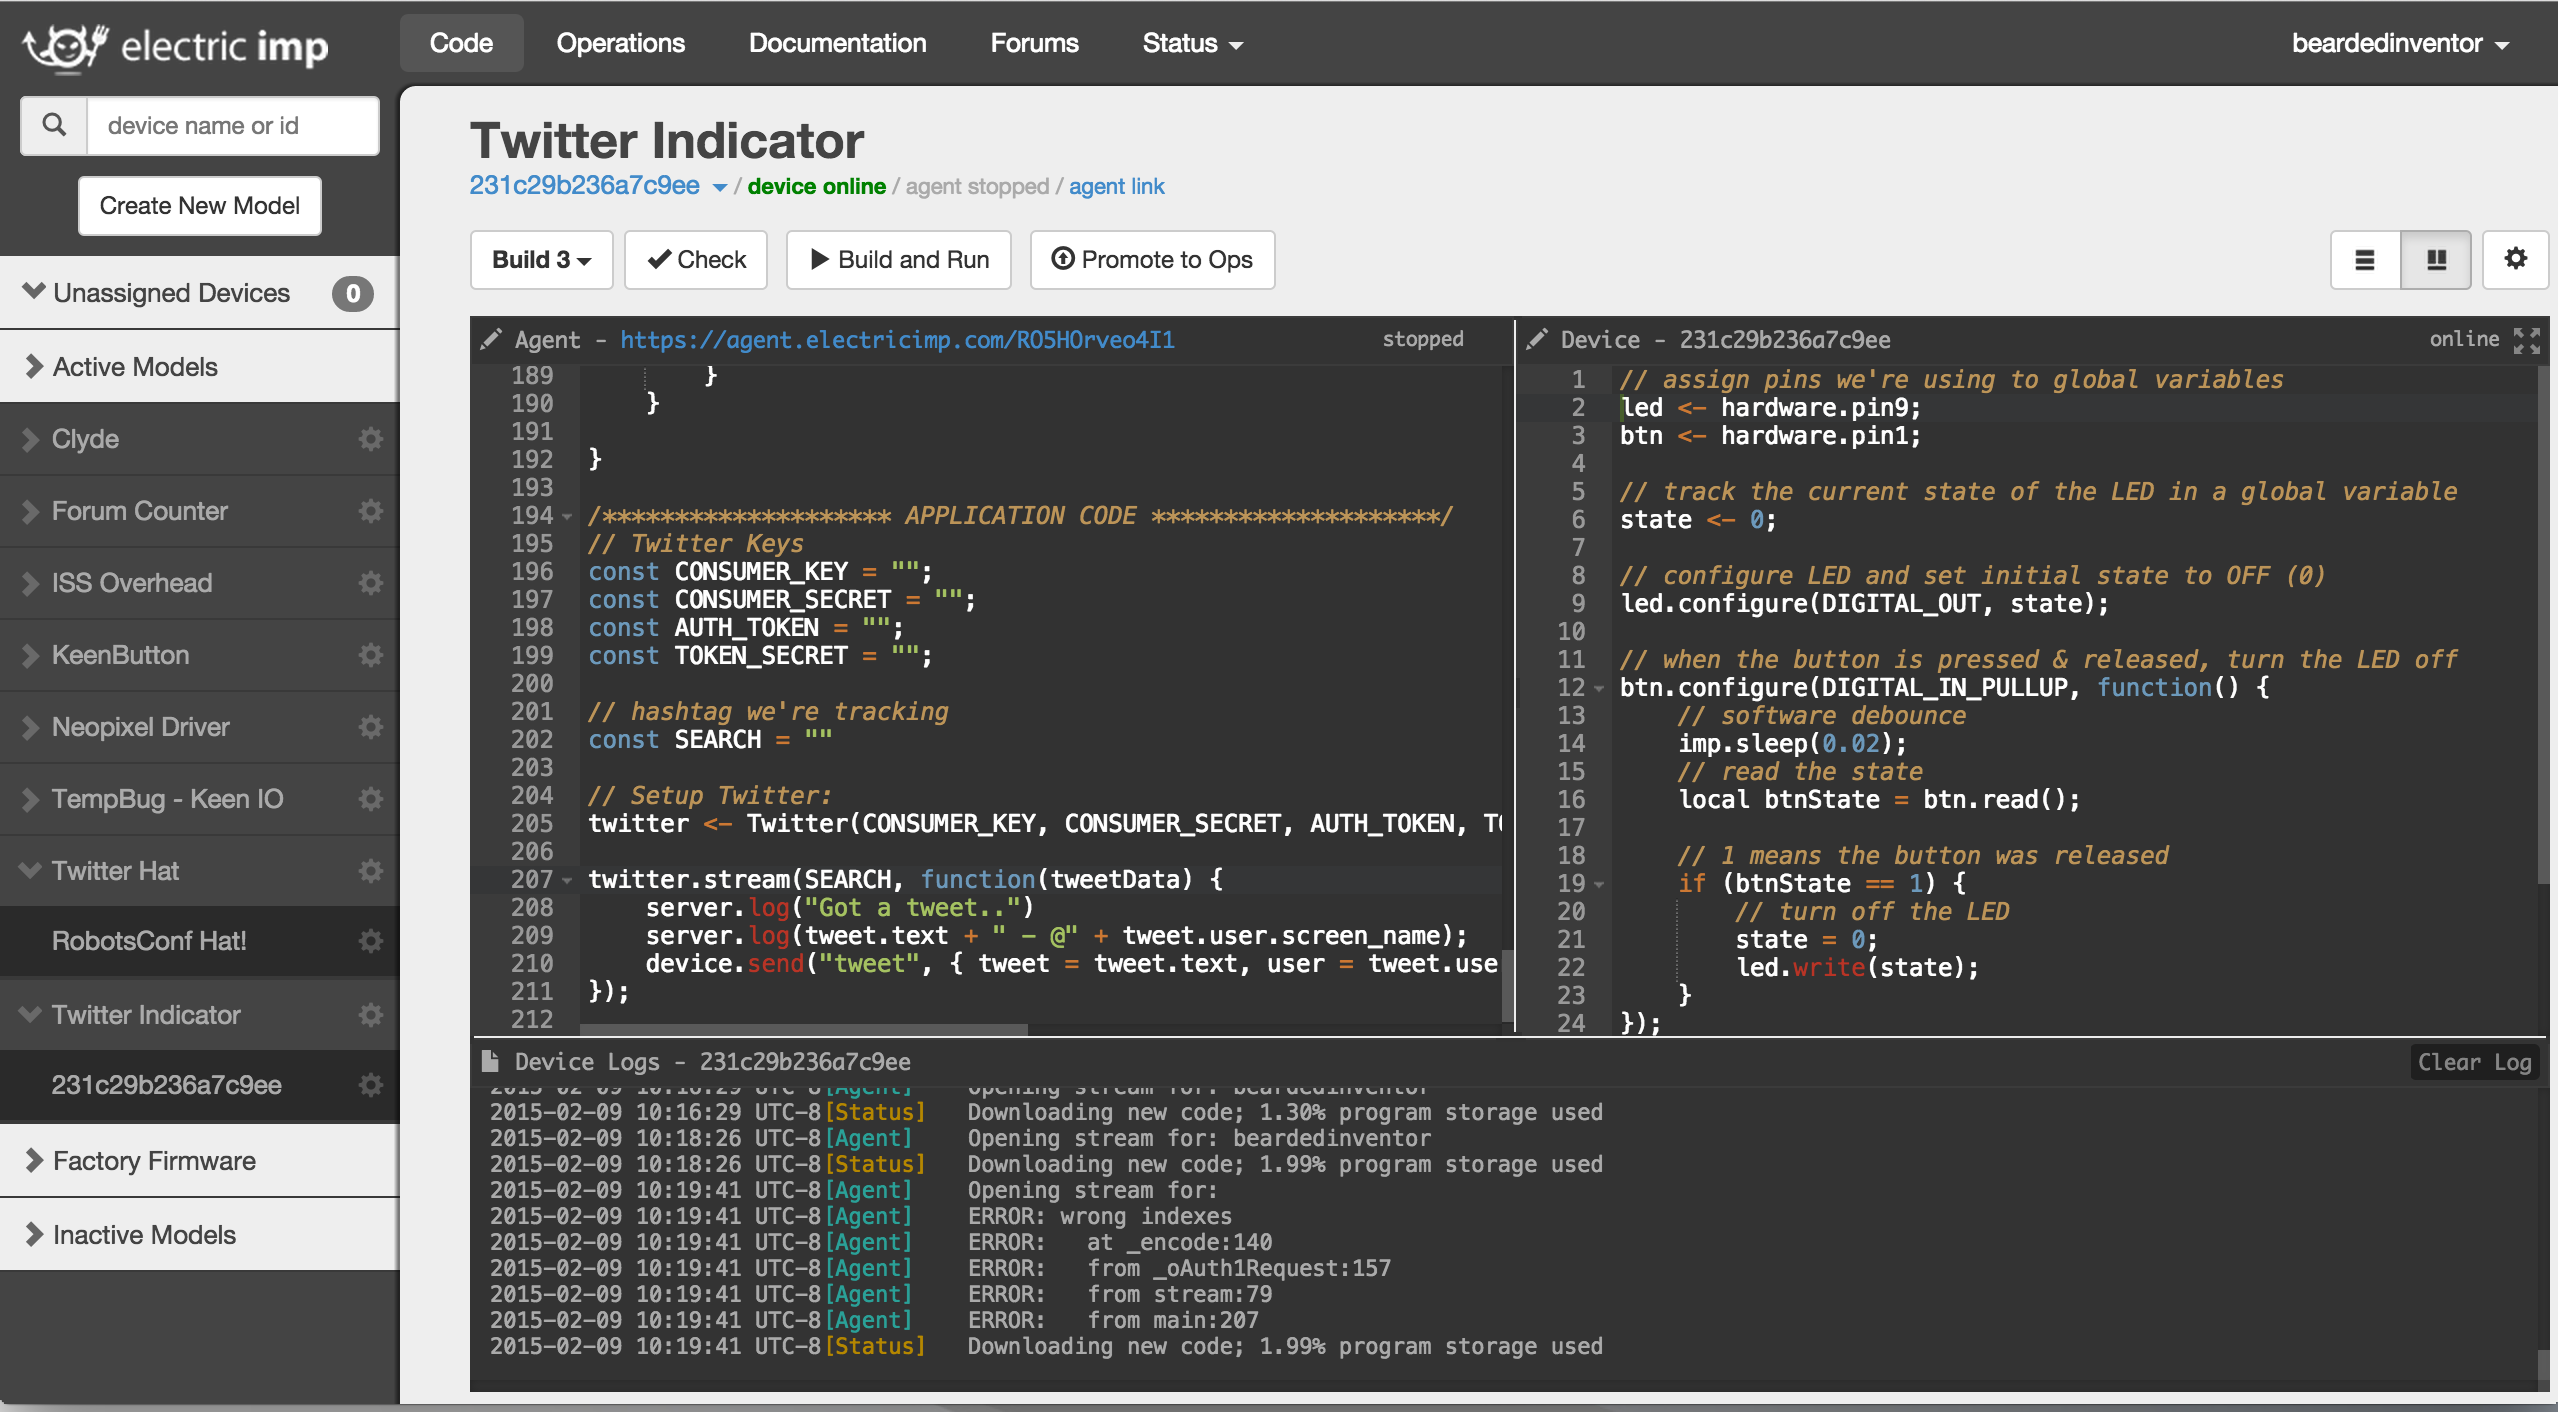 electric imp
Code
Operations
Documentation
Forums
Status
beardedinventor
device name or id
Create New Model
Unassigned Devices 0
Active Models
Clyde
Forum Counter
ISS Overhead
KeenButton
Neopixel Driver
TempBug - Keen IO
Twitter Hat
RobotsConf Hat!
Twitter Indicator
231c29b236a7c9ee
Factory Firmware
Inactive Models
Twitter Indicator
231c29b236a7c9ee / device online / agent stopped / agent link
Build 3
Check
Build and Run
Promote to Ops
Agent - https://agent.electricimp.com/RO5HOrveo4I1 stopped
189 }
190 }
191
192 }
193
194 /******************** APPLICATION CODE ********************/
195 // Twitter Keys
196 const CONSUMER_KEY = "";
197 const CONSUMER_SECRET = "";
198 const AUTH_TOKEN = "";
199 const TOKEN_SECRET = "";
200
201 // hashtag we're tracking
202 const SEARCH = ""
203
204 // Setup Twitter:
205 twitter <- Twitter(CONSUMER_KEY, CONSUMER_SECRET, AUTH_TOKEN, TO
206
207 twitter.stream(SEARCH, function(tweetData) {
208 server.log("Got a tweet..")
209 server.log(tweet.text + " - @" + tweet.user.screen_name);
210 device.send("tweet", { tweet = tweet.text, user = tweet.use
211 });
212
Device - 231c29b236a7c9ee online
1 // assign pins we're using to global variables
2 led <- hardware.pin9;
3 btn <- hardware.pin1;
4
5 // track the current state of the LED in a global variable
6 state <- 0;
7
8 // configure LED and set initial state to OFF (0)
9 led.configure(DIGITAL_OUT, state);
10
11 // when the button is pressed & released, turn the LED off
12 btn.configure(DIGITAL_IN_PULLUP, function() {
13 // software debounce
14 imp.sleep(0.02);
15 // read the state
16 local btnState = btn.read();
17
18 // 1 means the button was released
19 if (btnState == 1) {
20 // turn off the LED
21 state = 0;
22 led.write(state);
23 }
24 });
Device Logs - 231c29b236a7c9ee
Clear Log
2015-02-09 10:16:29 UTC-8[Agent] Opening stream for: beardedinventor
2015-02-09 10:16:29 UTC-8[Status] Downloading new code; 1.30% program storage used
2015-02-09 10:18:26 UTC-8[Agent] Opening stream for: beardedinventor
2015-02-09 10:18:26 UTC-8[Status] Downloading new code; 1.99% program storage used
2015-02-09 10:19:41 UTC-8[Agent] Opening stream for:
2015-02-09 10:19:41 UTC-8[Agent] ERROR: wrong indexes
2015-02-09 10:19:41 UTC-8[Agent] ERROR: at _encode:140
2015-02-09 10:19:41 UTC-8[Agent] ERROR: from _oAuth1Request:157
2015-02-09 10:19:41 UTC-8[Agent] ERROR: from stream:79
2015-02-09 10:19:41 UTC-8[Agent] ERROR: from main:207
2015-02-09 10:19:41 UTC-8[Status] Downloading new code; 1.99% program storage used